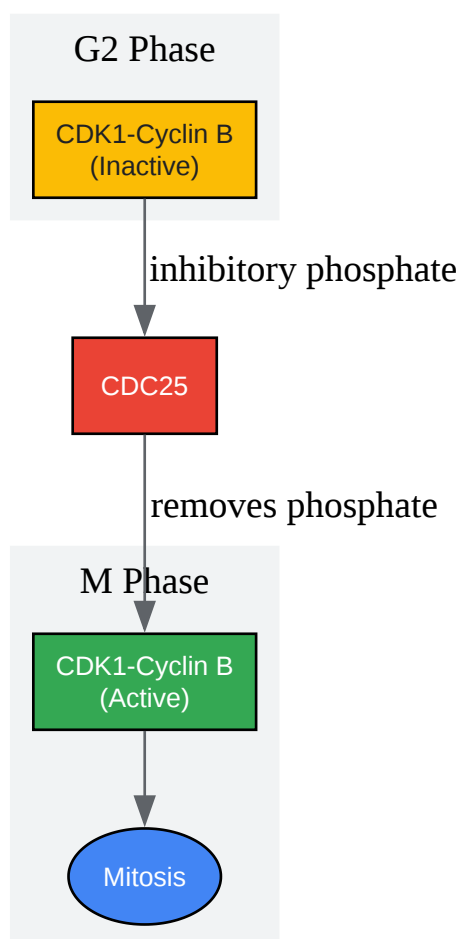 G2 Phase
CDK1-Cyclin B
(Inactive)
inhibitory phosphate
CDC25
removes phosphate
M Phase
CDK1-Cyclin B
(Active)
Mitosis